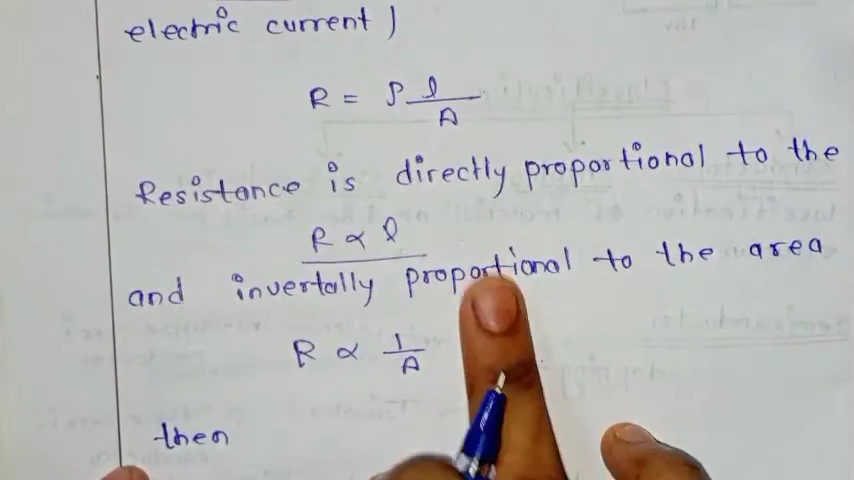 electric current)
R = ρ l/A
Resistance is directly proportional to the
R ∝ l
and invertally proportional to the area
R ∝ 1/A
then